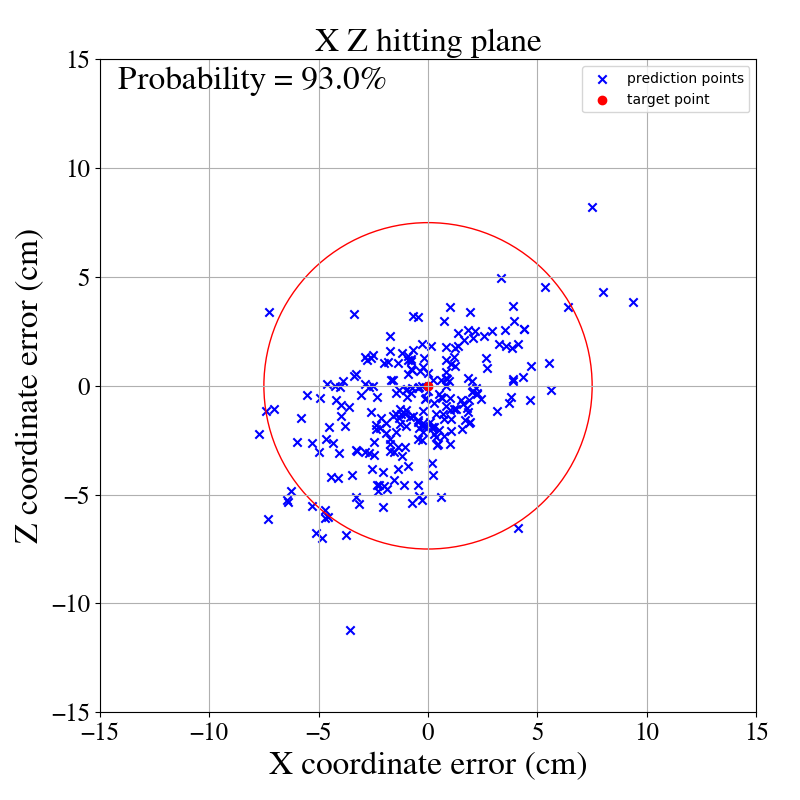 X Z hitting plane
Probability = 93.0%
prediction points
target point
Z coordinate error (cm)
15
10
5
0
−5
−10
−15
−15
−10
−5
0
5
10
15
X coordinate error (cm)